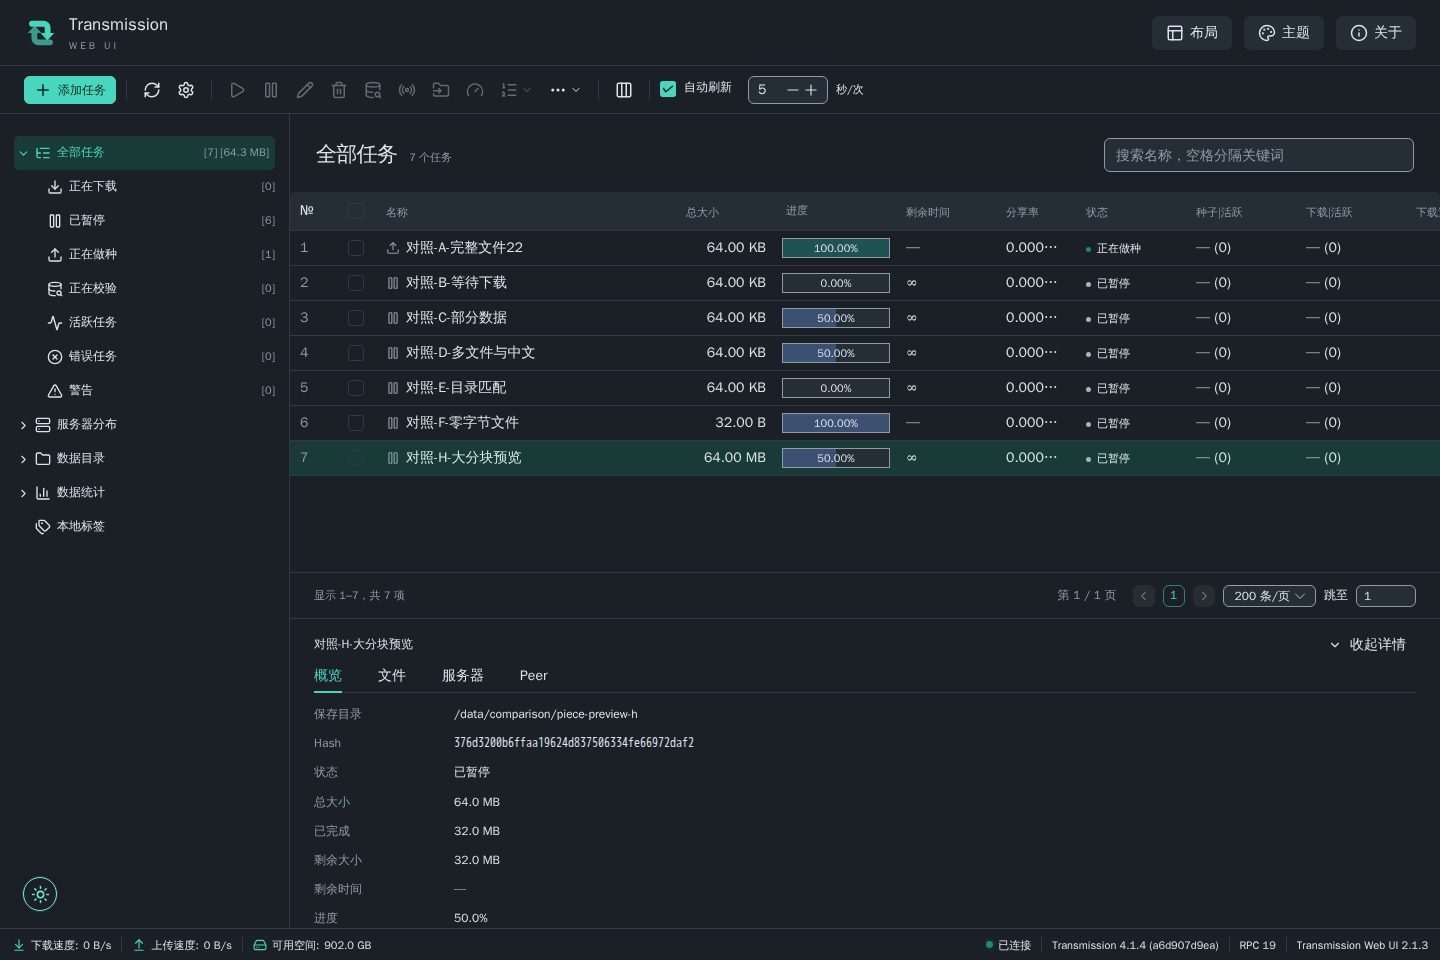 Transmission
WEB UI
布局 主题 关于
添加任务 自动刷新 5 秒/次
全部任务 [7] [64.3 MB]
正在下载 [0]
已暂停 [6]
正在做种 [1]
正在校验 [0]
活跃任务 [0]
错误任务 [0]
警告 [0]
服务器分布
数据目录
数据统计
本地标签
全部任务 7 个任务 搜索名称，空格分隔关键词
№ 名称 总大小 进度 剩余时间 分享率 状态 种子|活跃 下载|活跃
1 对照-A-完整文件22 64.00 KB 100.00% — 0.000··· 正在做种 — (0) — (0)
2 对照-B-等待下载 64.00 KB 0.00% ∞ 0.000··· 已暂停 — (0) — (0)
3 对照-C-部分数据 64.00 KB 50.00% ∞ 0.000··· 已暂停 — (0) — (0)
4 对照-D-多文件与中文 64.00 KB 50.00% ∞ 0.000··· 已暂停 — (0) — (0)
5 对照-E-目录匹配 64.00 KB 0.00% ∞ 0.000··· 已暂停 — (0) — (0)
6 对照-F-零字节文件 32.00 B 100.00% — 0.000··· 已暂停 — (0) — (0)
7 对照-H-大分块预览 64.00 MB 50.00% ∞ 0.000··· 已暂停 — (0) — (0)
显示 1–7，共 7 项 第 1 / 1 页 1 200 条/页 跳至 1
对照-H-大分块预览 收起详情
概览 文件 服务器 Peer
保存目录 /data/comparison/piece-preview-h
Hash 376d3200b6ffaa19624d837506334fe66972daf2
状态 已暂停
总大小 64.0 MB
已完成 32.0 MB
剩余大小 32.0 MB
剩余时间 —
进度 50.0%
下载速度: 0 B/s 上传速度: 0 B/s 可用空间: 902.0 GB 已连接 Transmission 4.1.4 (a6d907d9ea) RPC 19 Transmission Web UI 2.1.3